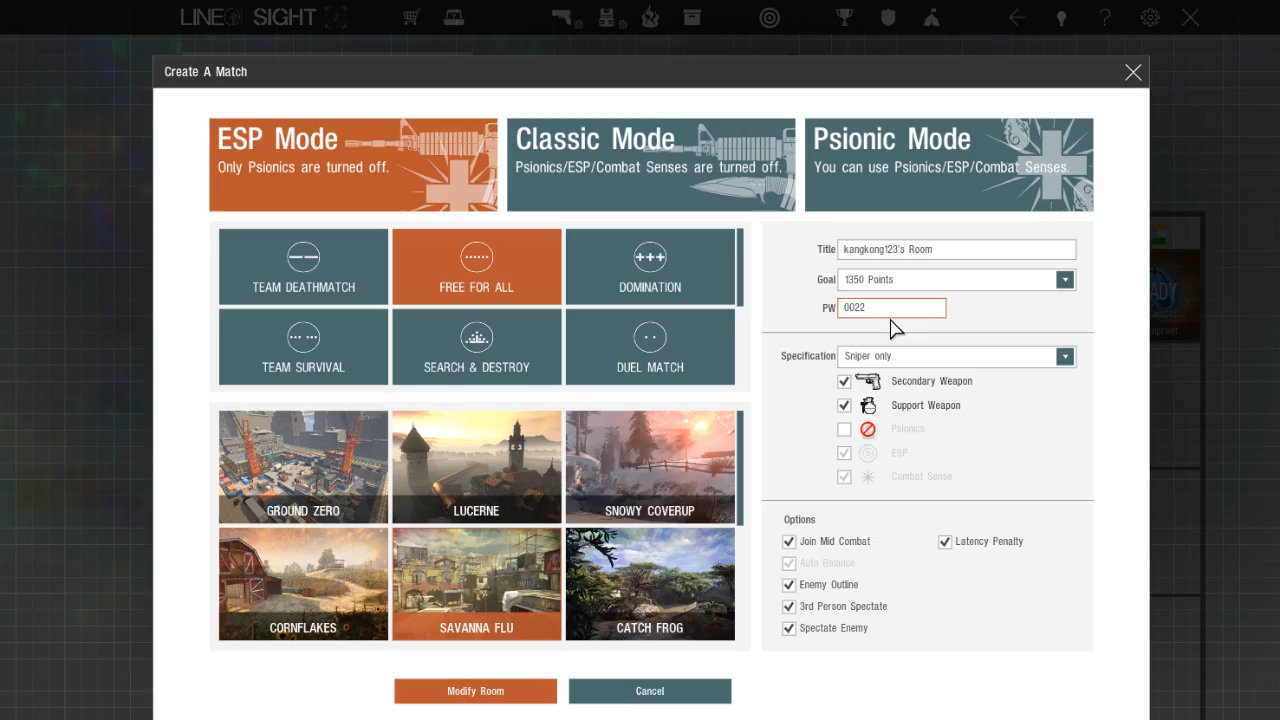 LINE OF SIGHT
Create A Match
ESP Mode
Only Psionics are turned off.
Classic Mode
Psionics/ESP/Combat Senses are turned off.
Psionic Mode
You can use Psionics/ESP/Combat Senses.
TEAM DEATHMATCH
FREE FOR ALL
DOMINATION
TEAM SURVIVAL
SEARCH & DESTROY
DUEL MATCH
GROUND ZERO
LUCERNE
SNOWY COVERUP
CORNFLAKES
SAVANNA FLU
CATCH FROG
Title kangkong123's Room
Goal 1350 Points
PW 0022
Specification Sniper only
Secondary Weapon
Support Weapon
Psionics
ESP
Combat Sense
Options
Join Mid Combat
Latency Penalty
Auto Balance
Enemy Outline
3rd Person Spectate
Spectate Enemy
Modify Room
Cancel